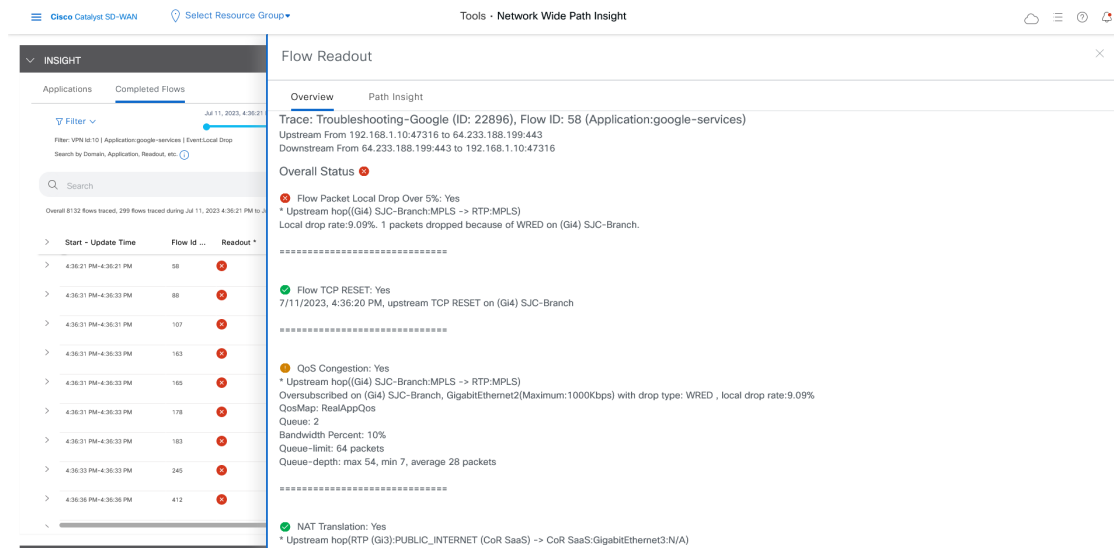 Cisco Catalyst SD-WAN
Select Resource Group▾
Tools · Network Wide Path Insight
INSIGHT
Applications Completed Flows
Filter
Jul 11, 2023, 4:36:21
Filter: VPN Id:10 | Application:google-services | Event:Local Drop
Search by Domain, Application, Readout, etc.
Search
Overall 8132 flows traced, 299 flows traced during Jul 11, 2023 4:36:21 PM to
Start - Update Time Flow Id ... Readout *
4:36:21 PM-4:36:21 PM 58
4:36:31 PM-4:36:33 PM 88
4:36:31 PM-4:36:31 PM 107
4:36:31 PM-4:36:33 PM 163
4:36:31 PM-4:36:33 PM 165
4:36:31 PM-4:36:33 PM 178
4:36:31 PM-4:36:33 PM 183
4:36:33 PM-4:36:33 PM 245
4:36:36 PM-4:36:36 PM 412
Flow Readout
Overview Path Insight
Trace: Troubleshooting-Google (ID: 22896), Flow ID: 58 (Application:google-services)
Upstream From 192.168.1.10:47316 to 64.233.188.199:443
Downstream From 64.233.188.199:443 to 192.168.1.10:47316
Overall Status
Flow Packet Local Drop Over 5%: Yes
* Upstream hop((Gi4) SJC-Branch:MPLS -> RTP:MPLS)
Local drop rate:9.09%. 1 packets dropped because of WRED on (Gi4) SJC-Branch.
==============================
Flow TCP RESET: Yes
7/11/2023, 4:36:20 PM, upstream TCP RESET on (Gi4) SJC-Branch
==============================
QoS Congestion: Yes
* Upstream hop((Gi4) SJC-Branch:MPLS -> RTP:MPLS)
Oversubscribed on (Gi4) SJC-Branch, GigabitEthernet2(Maximum:1000Kbps) with drop type: WRED , local drop rate:9.09%
QosMap: RealAppQos
Queue: 2
Bandwidth Percent: 10%
Queue-limit: 64 packets
Queue-depth: max 54, min 7, average 28 packets
==============================
NAT Translation: Yes
* Upstream hop(RTP (Gi3):PUBLIC_INTERNET (CoR SaaS) -> CoR SaaS:GigabitEthernet3:N/A)